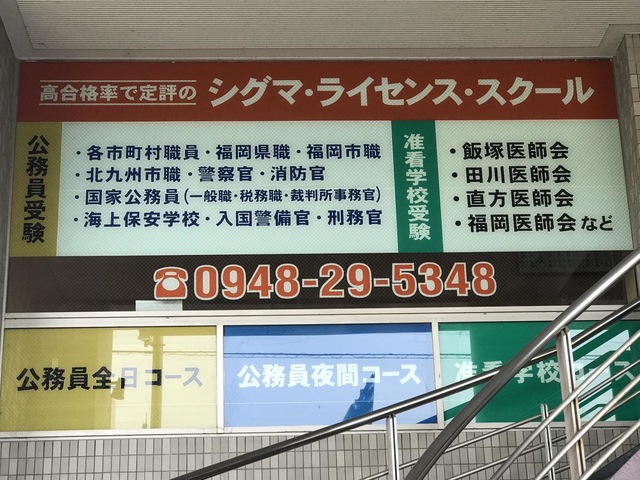 高合格率で定評の シグマ・ライセンス・スクール
公務員受験
・各市町村職員・福岡県職・福岡市職
・北九州市職・警察官・消防官
・国家公務員(一般職・税務職・裁判所事務官)
・海上保安学校・入国警備官・刑務官
准看学校受験
・飯塚医師会
・田川医師会
・直方医師会
・福岡医師会など
☎0948-29-5348
公務員全日コース
公務員夜間コース
准看学校コース